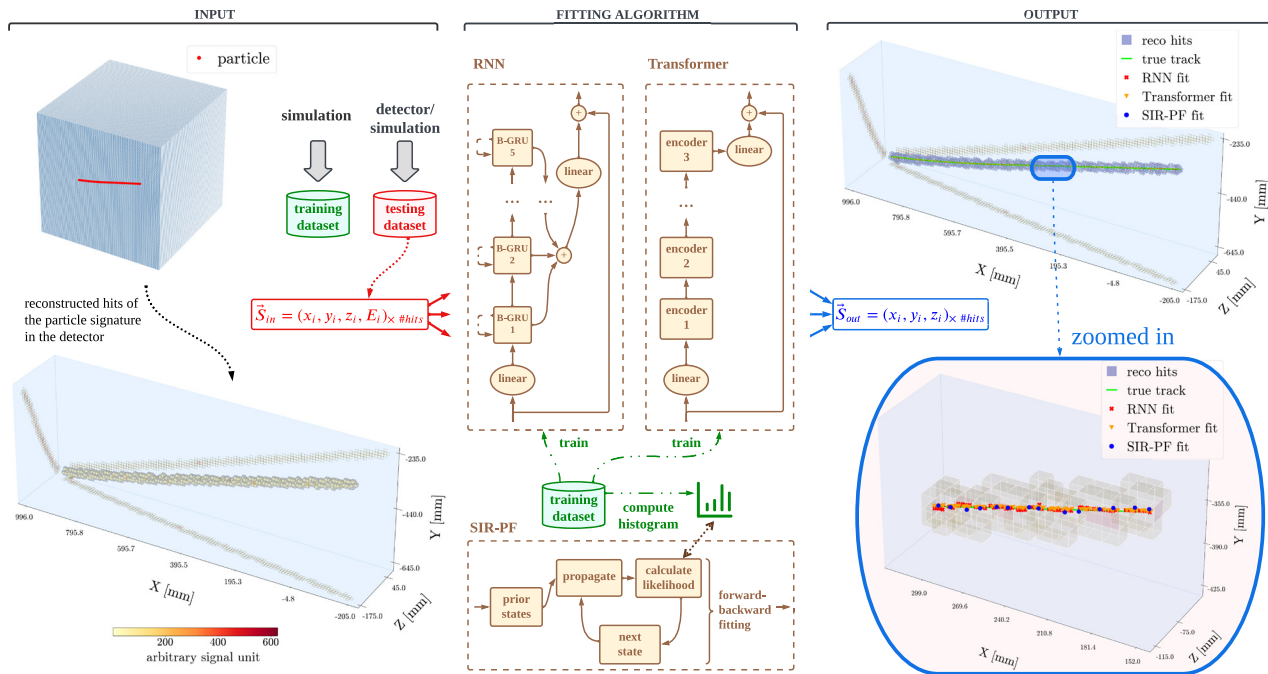 INPUT
particle
simulation
detector/
simulation
training
dataset
testing
dataset
reconstructed hits of
the particle signature
in the detector
S⃗in = (xi, yi, zi, Ei)× #hits
-235.0
-440.0
-645.0
Y [mm]
996.0
795.8
595.7
395.5
195.3
-4.8
-205.0
X [mm]
45.0
-175.0
Z [mm]
200
400
600
arbitrary signal unit
FITTING ALGORITHM
RNN
B-GRU
5
...
...
B-GRU
2
B-GRU
1
linear
linear
+
+
Transformer
encoder
3
...
encoder
2
encoder
1
linear
linear
+
train
train
training
dataset
compute
histogram
SIR-PF
prior
states
propagate
calculate
likelihood
next
state
forward-
backward
fitting
OUTPUT
reco hits
true track
RNN fit
Transformer fit
SIR-PF fit
-235.0
-440.0
-645.0
Y [mm]
996.0
795.8
595.7
395.5
195.3
-4.8
-205.0
X [mm]
45.0
-175.0
Z [mm]
S⃗out = (xi, yi, zi)× #hits
zoomed in
reco hits
true track
RNN fit
Transformer fit
SIR-PF fit
-355.0
-390.0
-425.0
Y [mm]
299.0
269.6
240.2
210.8
181.4
152.0
X [mm]
-75.0
-115.0
Z [mm]